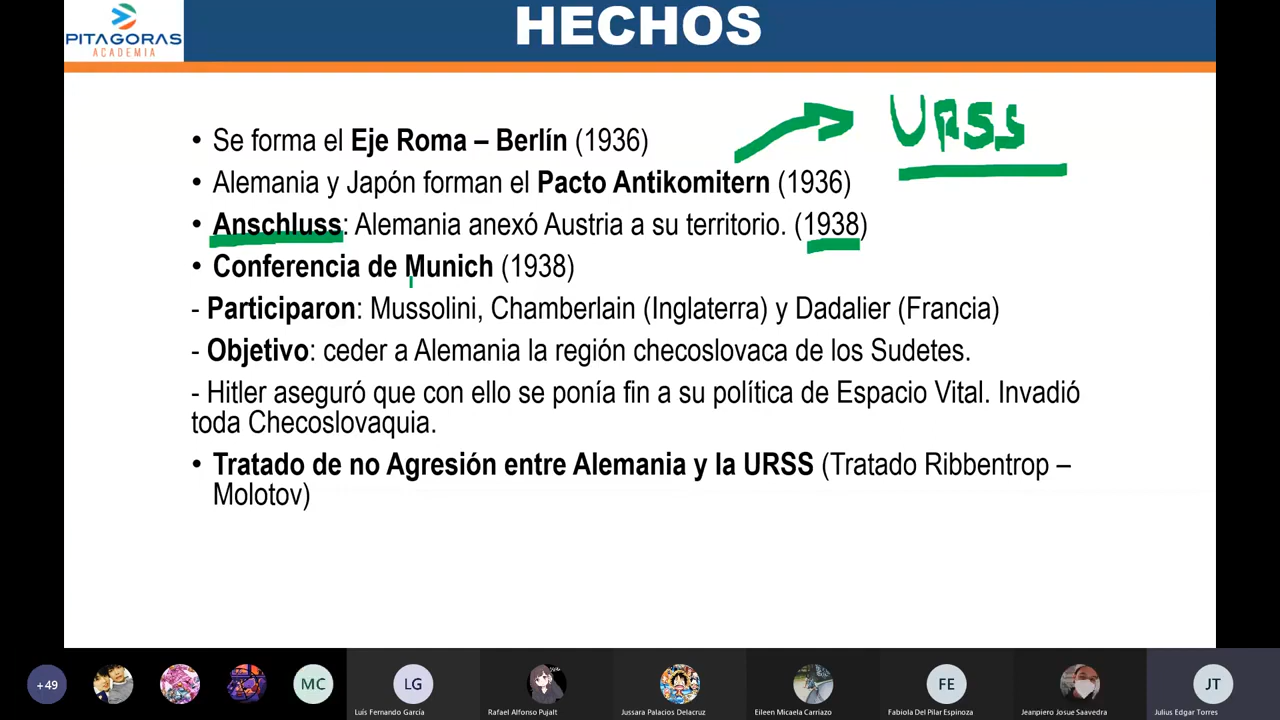 PITAGORAS
ACADEMIA
HECHOS
URSS
• Se forma el Eje Roma – Berlín (1936)
• Alemania y Japón forman el Pacto Antikomitern (1936)
• Anschluss: Alemania anexó Austria a su territorio. (1938)
• Conferencia de Munich (1938)
- Participaron: Mussolini, Chamberlain (Inglaterra) y Dadalier (Francia)
- Objetivo: ceder a Alemania la región checoslovaca de los Sudetes.
- Hitler aseguró que con ello se ponía fin a su política de Espacio Vital. Invadió
toda Checoslovaquia.
• Tratado de no Agresión entre Alemania y la URSS (Tratado Ribbentrop –
Molotov)
+49
MC
LG
FE
JT
Luis Fernando García
Rafael Alfonso Pujalt
Jussara Palacios Delacruz
Eileen Micaela Carriazo
Fabiola Del Pilar Espinoza
Jeanpiero Josue Saavedra
Julius Edgar Torres